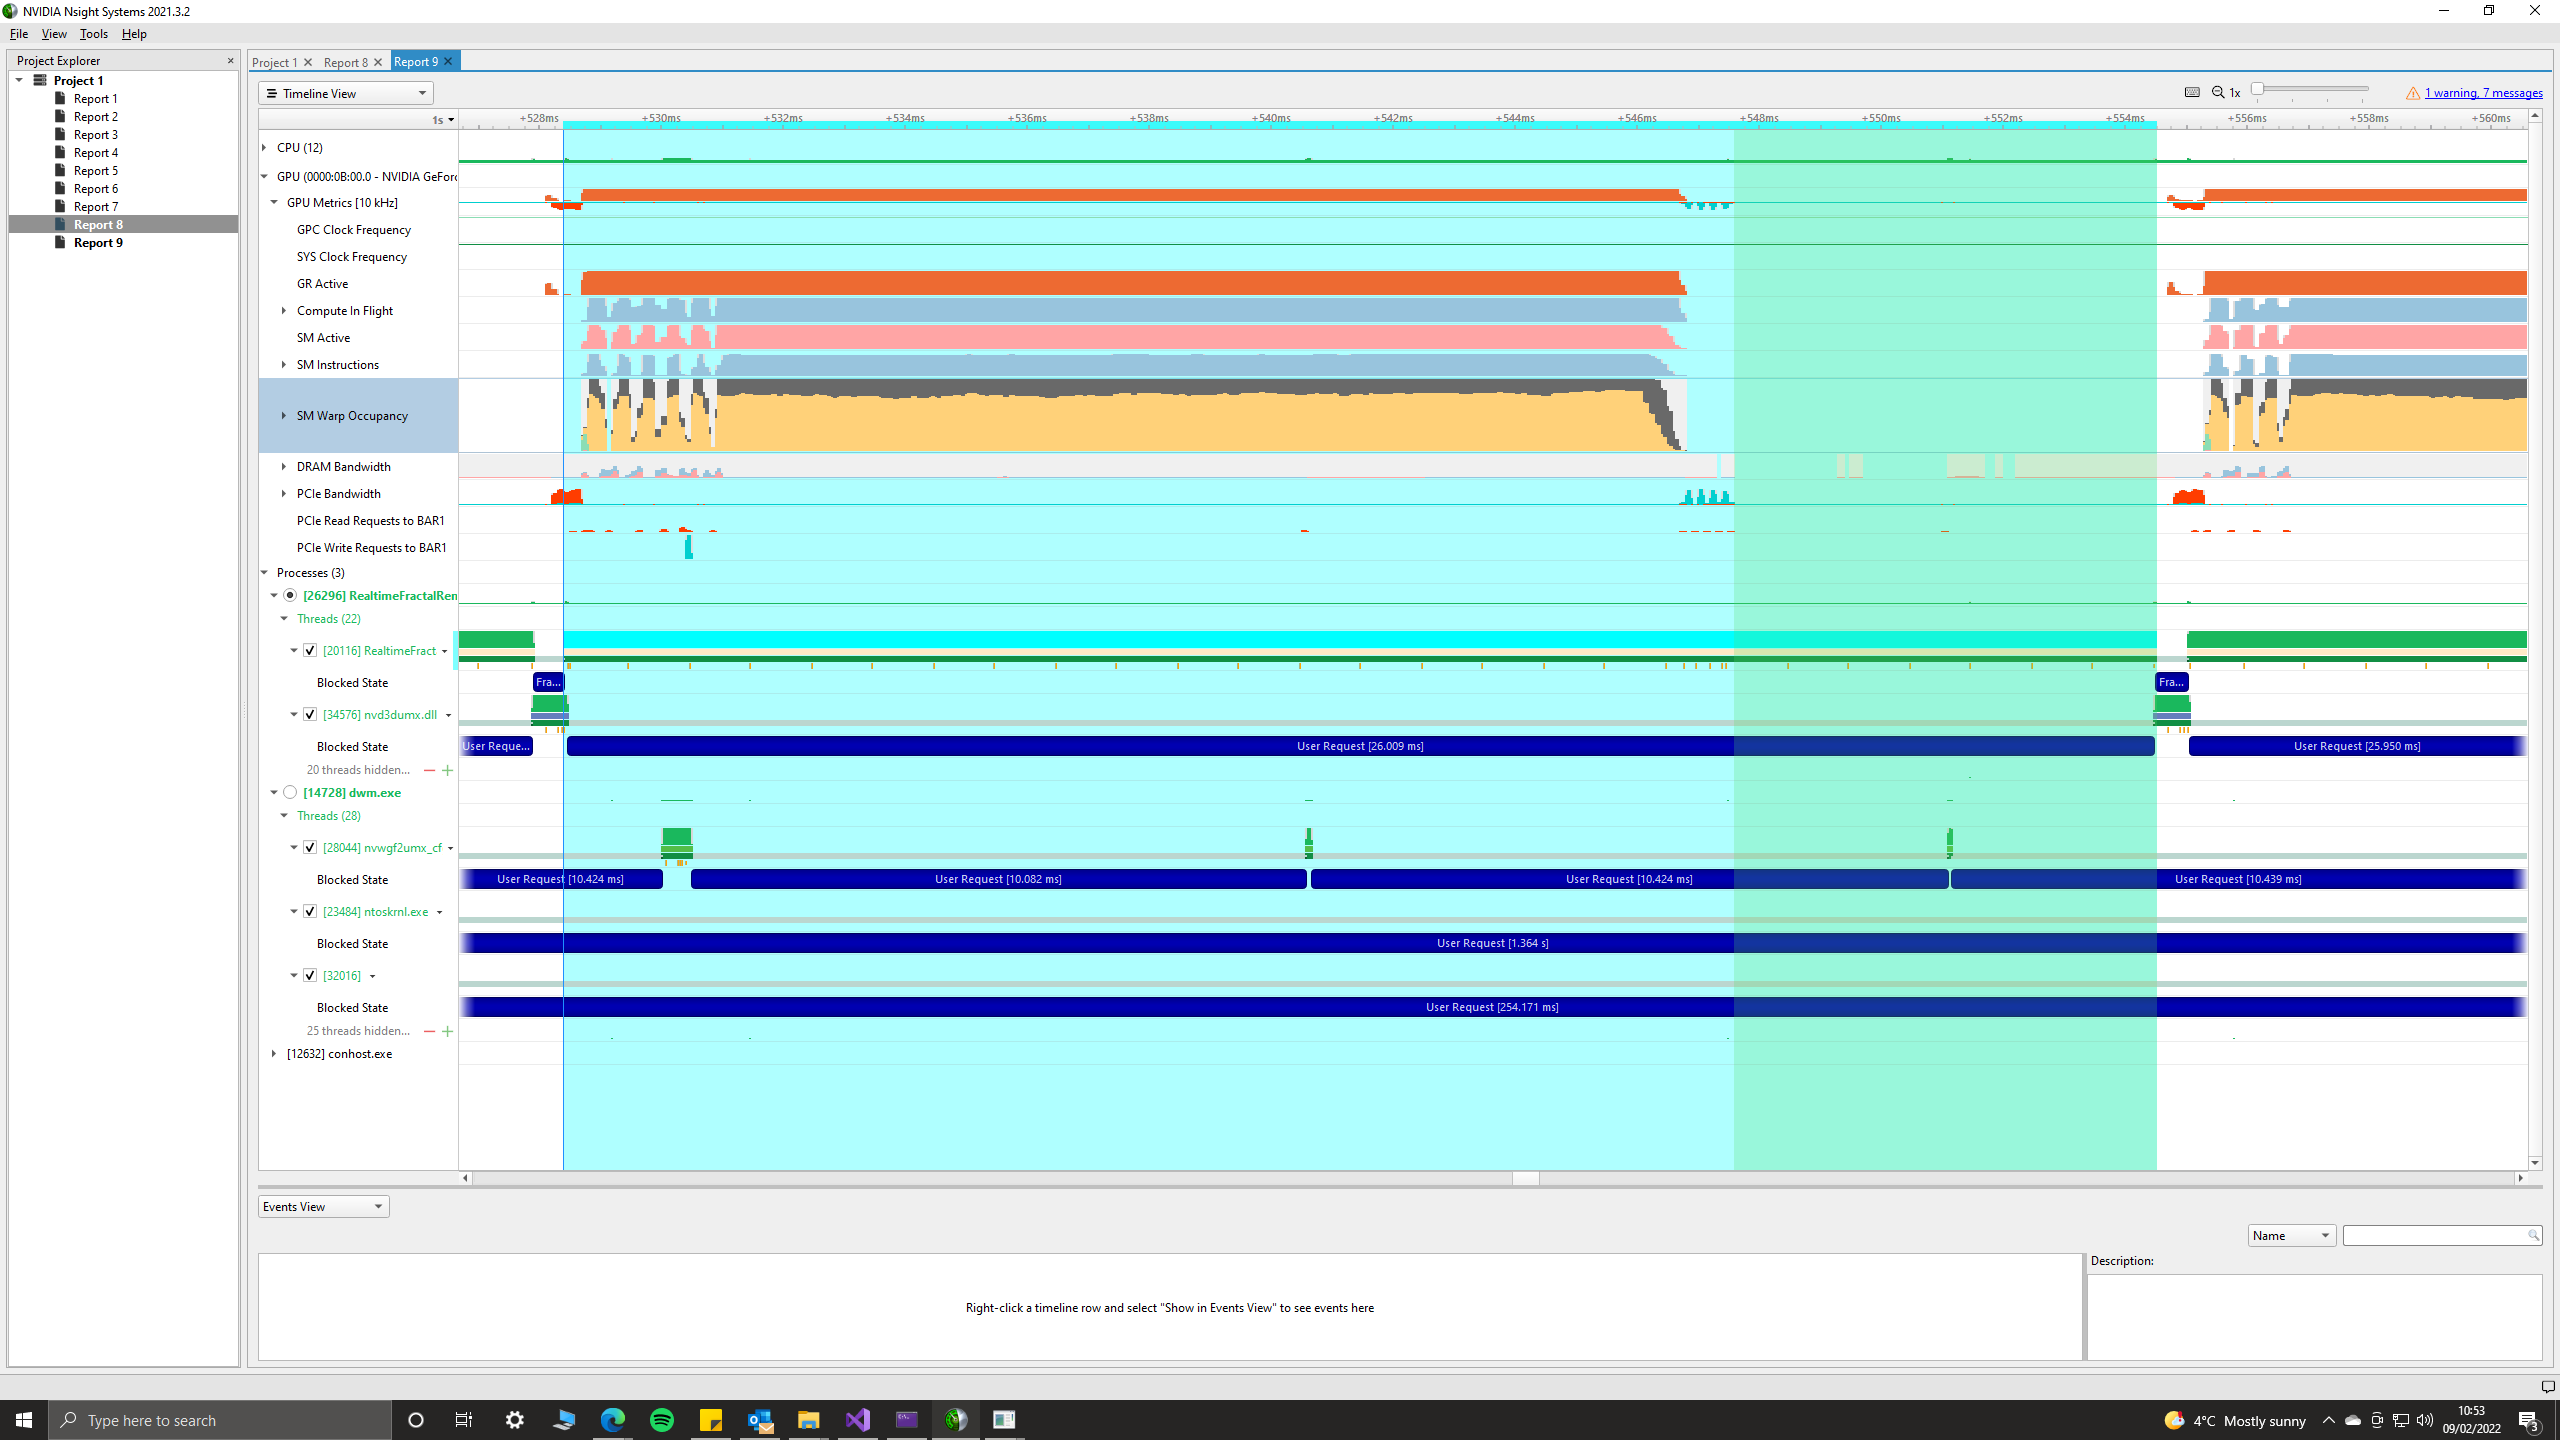 NVIDIA Nsight Systems 2021.3.2
File View Tools Help
Project Explorer
Project 1
Report 1
Report 2
Report 3
Report 4
Report 5
Report 6
Report 7
Report 8
Report 9
Project 1 Report 8 Report 9
Timeline View
1x
1 warning, 7 messages
1s
+528ms +530ms +532ms +534ms +536ms +538ms +540ms +542ms +544ms +546ms +548ms +550ms +552ms +554ms +556ms +558ms +560ms
CPU (12)
GPU (0000:0B:00.0 - NVIDIA GeForc
GPU Metrics [10 kHz]
GPC Clock Frequency
SYS Clock Frequency
GR Active
Compute In Flight
SM Active
SM Instructions
SM Warp Occupancy
DRAM Bandwidth
PCIe Bandwidth
PCIe Read Requests to BAR1
PCIe Write Requests to BAR1
Processes (3)
[26296] RealtimeFractalRen
Threads (22)
[20116] RealtimeFract
Blocked State Fra... Fra...
[34576] nvd3dumx.dll
Blocked State User Reque... User Request [26.009 ms] User Request [25.950 ms]
20 threads hidden...
[14728] dwm.exe
Threads (28)
[28044] nvwgf2umx_cf
Blocked State User Request [10.424 ms] User Request [10.082 ms] User Request [10.424 ms] User Request [10.439 ms]
[23484] ntoskrnl.exe
Blocked State User Request [1.364 s]
[32016]
Blocked State User Request [254.171 ms]
25 threads hidden...
[12632] conhost.exe
Events View
Name
Description:
Right-click a timeline row and select "Show in Events View" to see events here
Type here to search
4°C Mostly sunny
10:53
09/02/2022
3